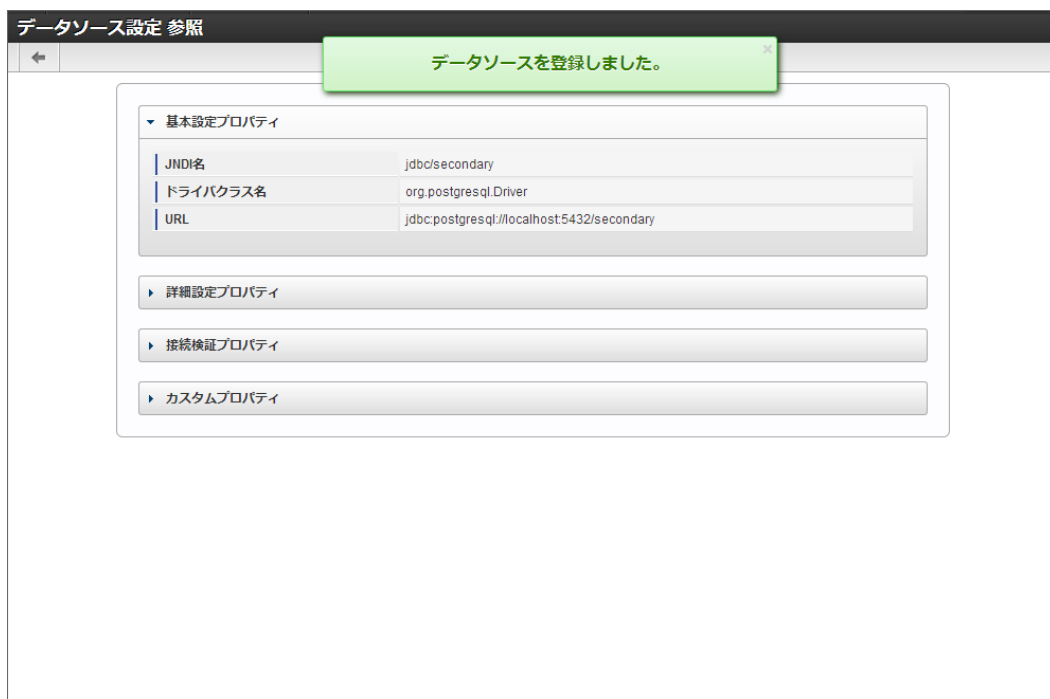 データソース設定 参照
データソースを登録しました。
×
基本設定プロパティ
JNDI名 jdbc/secondary
ドライバクラス名 org.postgresql.Driver
URL jdbc:postgresql://localhost:5432/secondary
詳細設定プロパティ
接続検証プロパティ
カスタムプロパティ